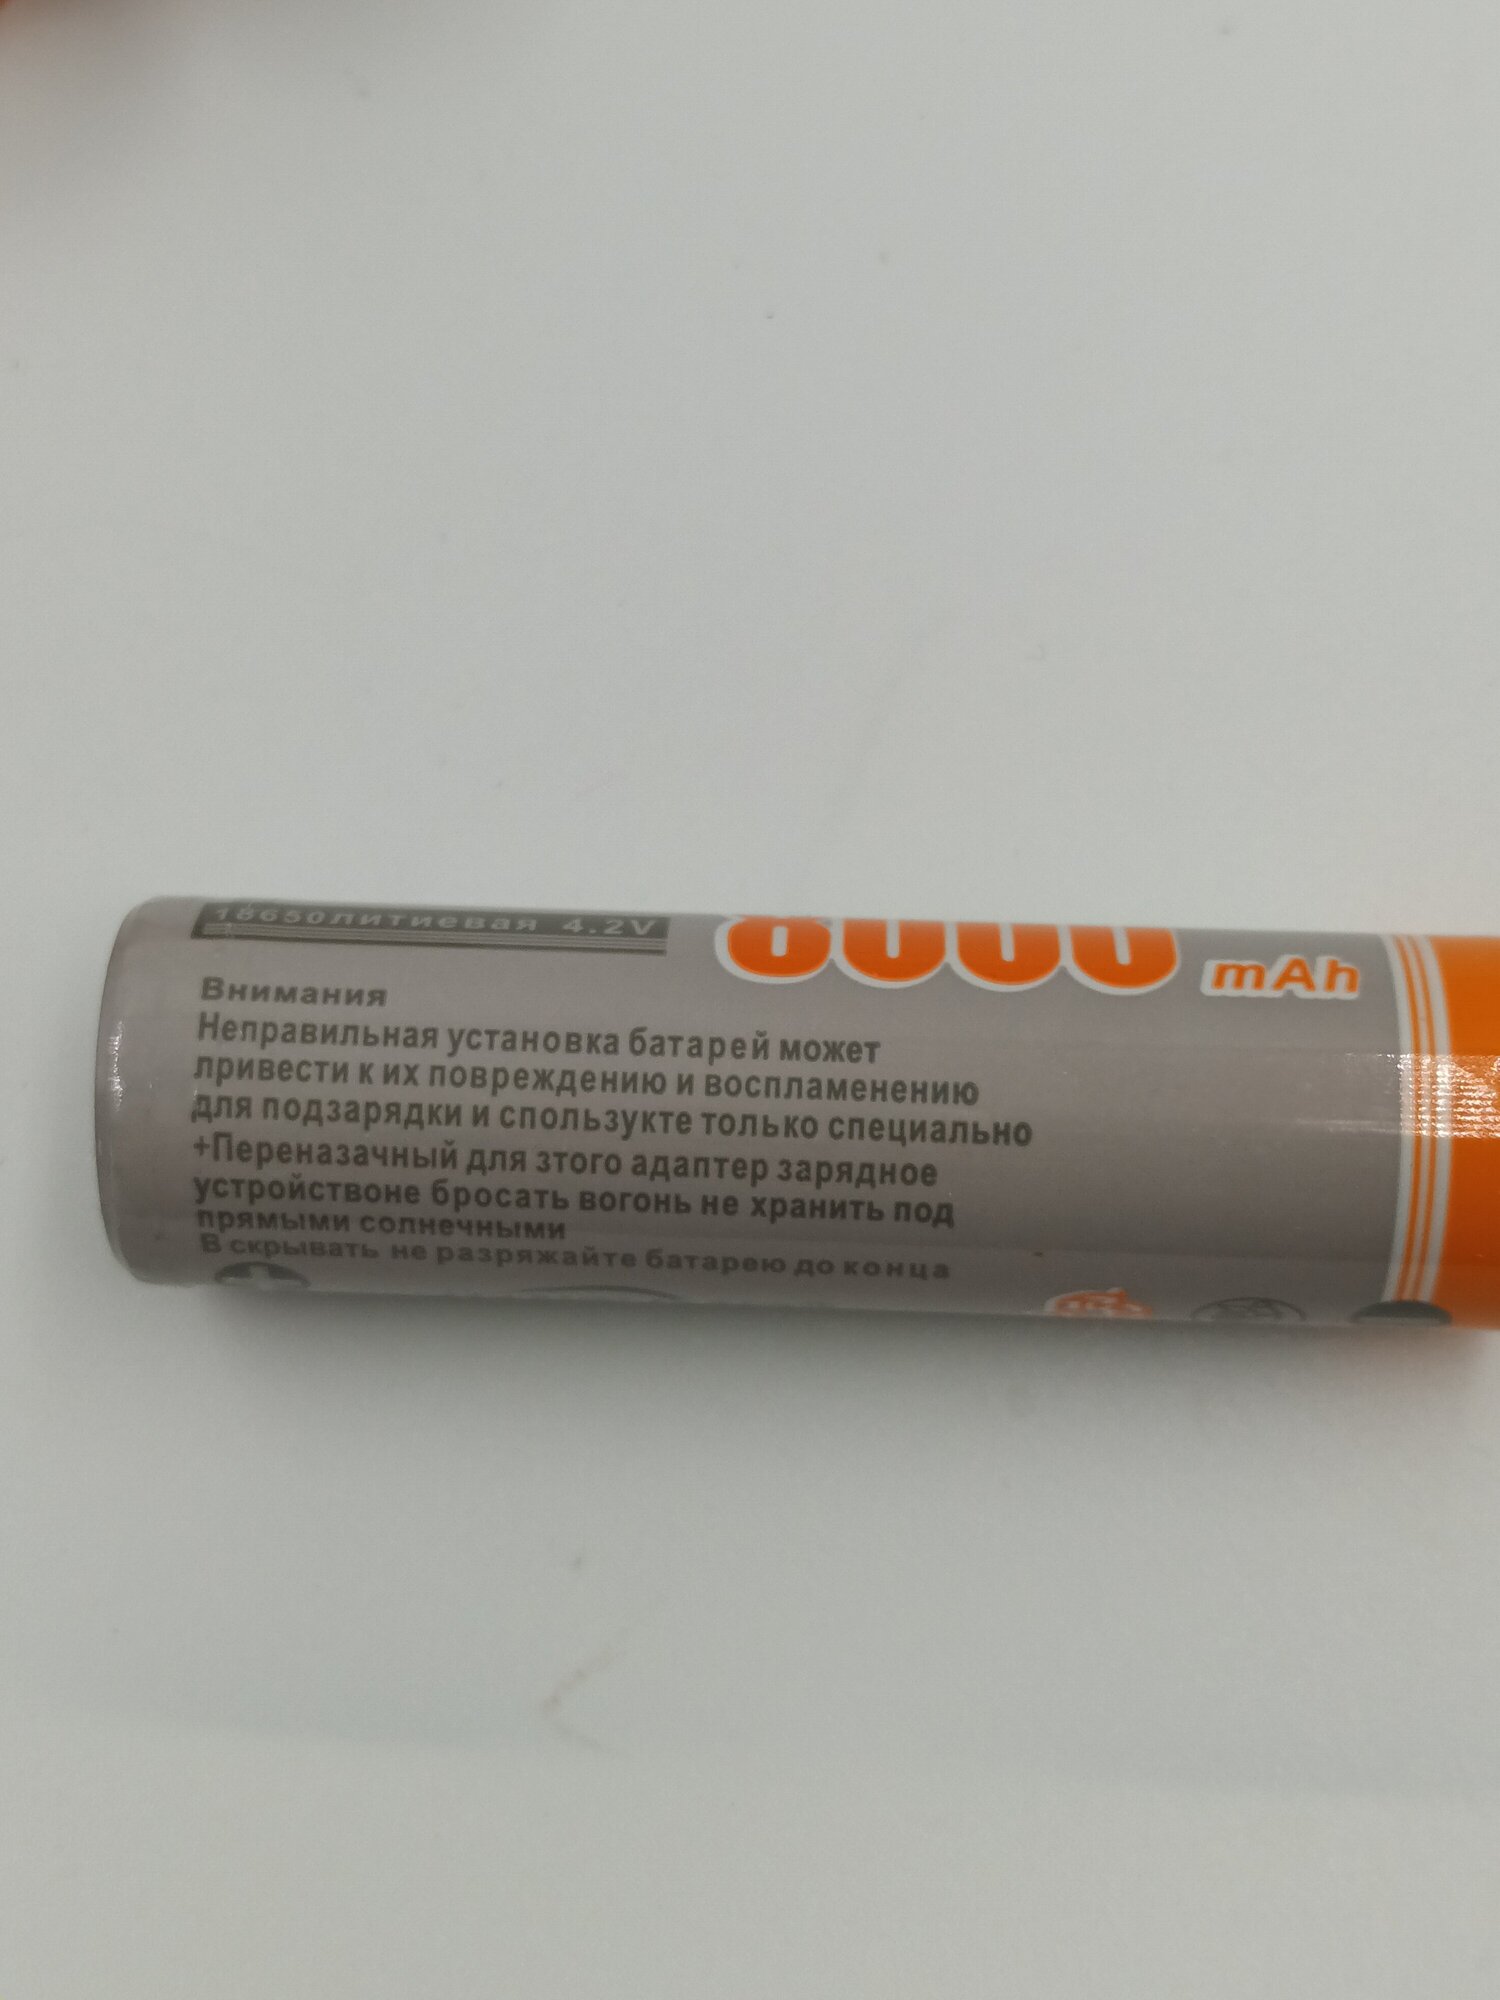 18650литиевая 4.2V
8000 mAh
Внимания
Неправильная установка батарей может
привести к их повреждению и воспламенению
для подзарядки и спользукте только специально
+Переназачный для зтого адаптер зарядное
устройствоне бросать вогонь не хранить под
прямыми солнечными
В скрывать не разряжайте батарею до конца